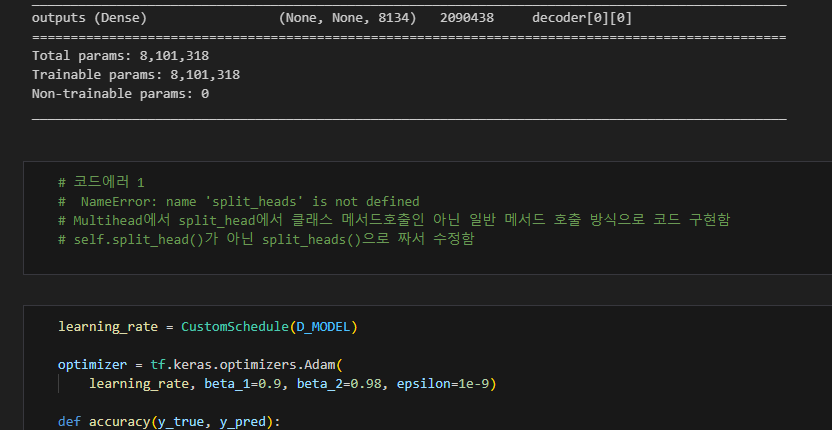 outputs (Dense) (None, None, 8134) 2090438 decoder[0][0]
==================================================================================================
Total params: 8,101,318
Trainable params: 8,101,318
Non-trainable params: 0
__________________________________________________________________________________________________
# 코드에러 1
#  NameError: name 'split_heads' is not defined
# Multihead에서 split_head에서 클래스 메서드호출인 아닌 일반 메서드 호출 방식으로 코드 구현함
# self.split_head()가 아닌 split_heads()으로 짜서 수정함
learning_rate = CustomSchedule(D_MODEL)
optimizer = tf.keras.optimizers.Adam(
learning_rate, beta_1=0.9, beta_2=0.98, epsilon=1e-9)
def accuracy(y_true, y_pred):